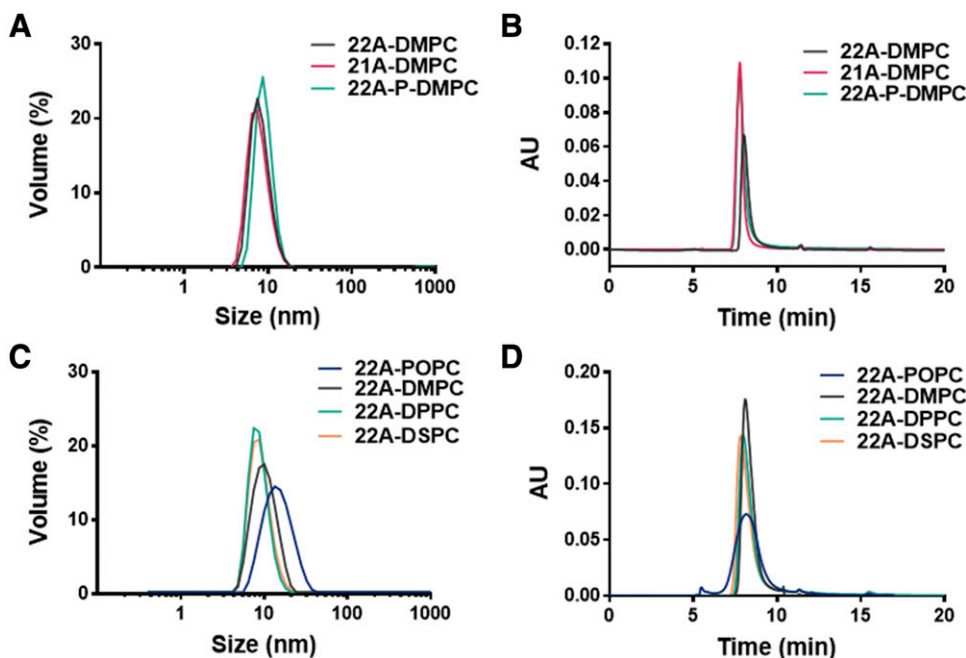 A
30
20
10
0
Volume (%)
1
10
100
1000
Size (nm)
22A-DMPC
21A-DMPC
22A-P-DMPC
B
0.12
0.10
0.08
0.06
0.04
0.02
0.00
AU
0
5
10
15
20
Time (min)
22A-DMPC
21A-DMPC
22A-P-DMPC
C
30
20
10
0
Volume (%)
1
10
100
1000
Size (nm)
22A-POPC
22A-DMPC
22A-DPPC
22A-DSPC
D
0.20
0.15
0.10
0.05
0.00
AU
0
5
10
15
20
Time (min)
22A-POPC
22A-DMPC
22A-DPPC
22A-DSPC